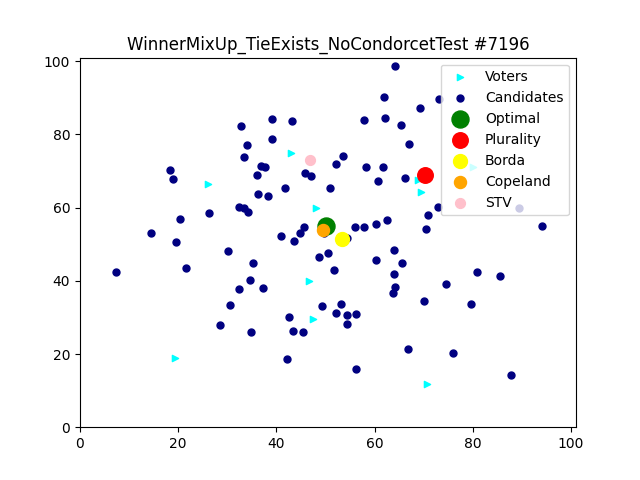 WinnerMixUp_TieExists_NoCondorcetTest #7196
Voters
Candidates
Optimal
Plurality
Borda
Copeland
STV
100
80
60
40
20
0
0 20 40 60 80 100